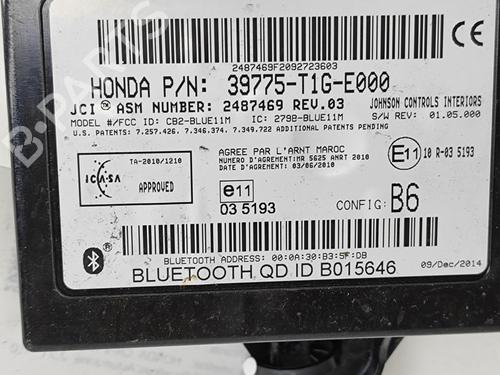 2487469F2092723603
HONDA P/N: 39775-T1G-E000
JCI™ ASM NUMBER: 2487469 REV.03
JOHNSON CONTROLS INTERIORS
MODEL #/FCC ID: CB2-BLUE11M IC: 279B-BLUE11M
S/W REV: 01.05.000
U.S. PATENTS: 7.257.426, 7.346.374, 7.349.722 ADDITIONAL PATENTS PENDING
ICASA
TA-2010/1210
APPROVED
AGREE PAR L'ARNT MAROC
NUMERO D'AGREMENT:MR 5625 ANRT 2010
DATE D'AGREMENT: 03/06/2010
E11 10 R-03 5193
e11
03 5193
CONFIG: B6
BLUETOOTH ADDRESS: 00:0A:30:B3:5F:DB
BLUETOOTH QD ID B015646
09/Dec/2014
CE